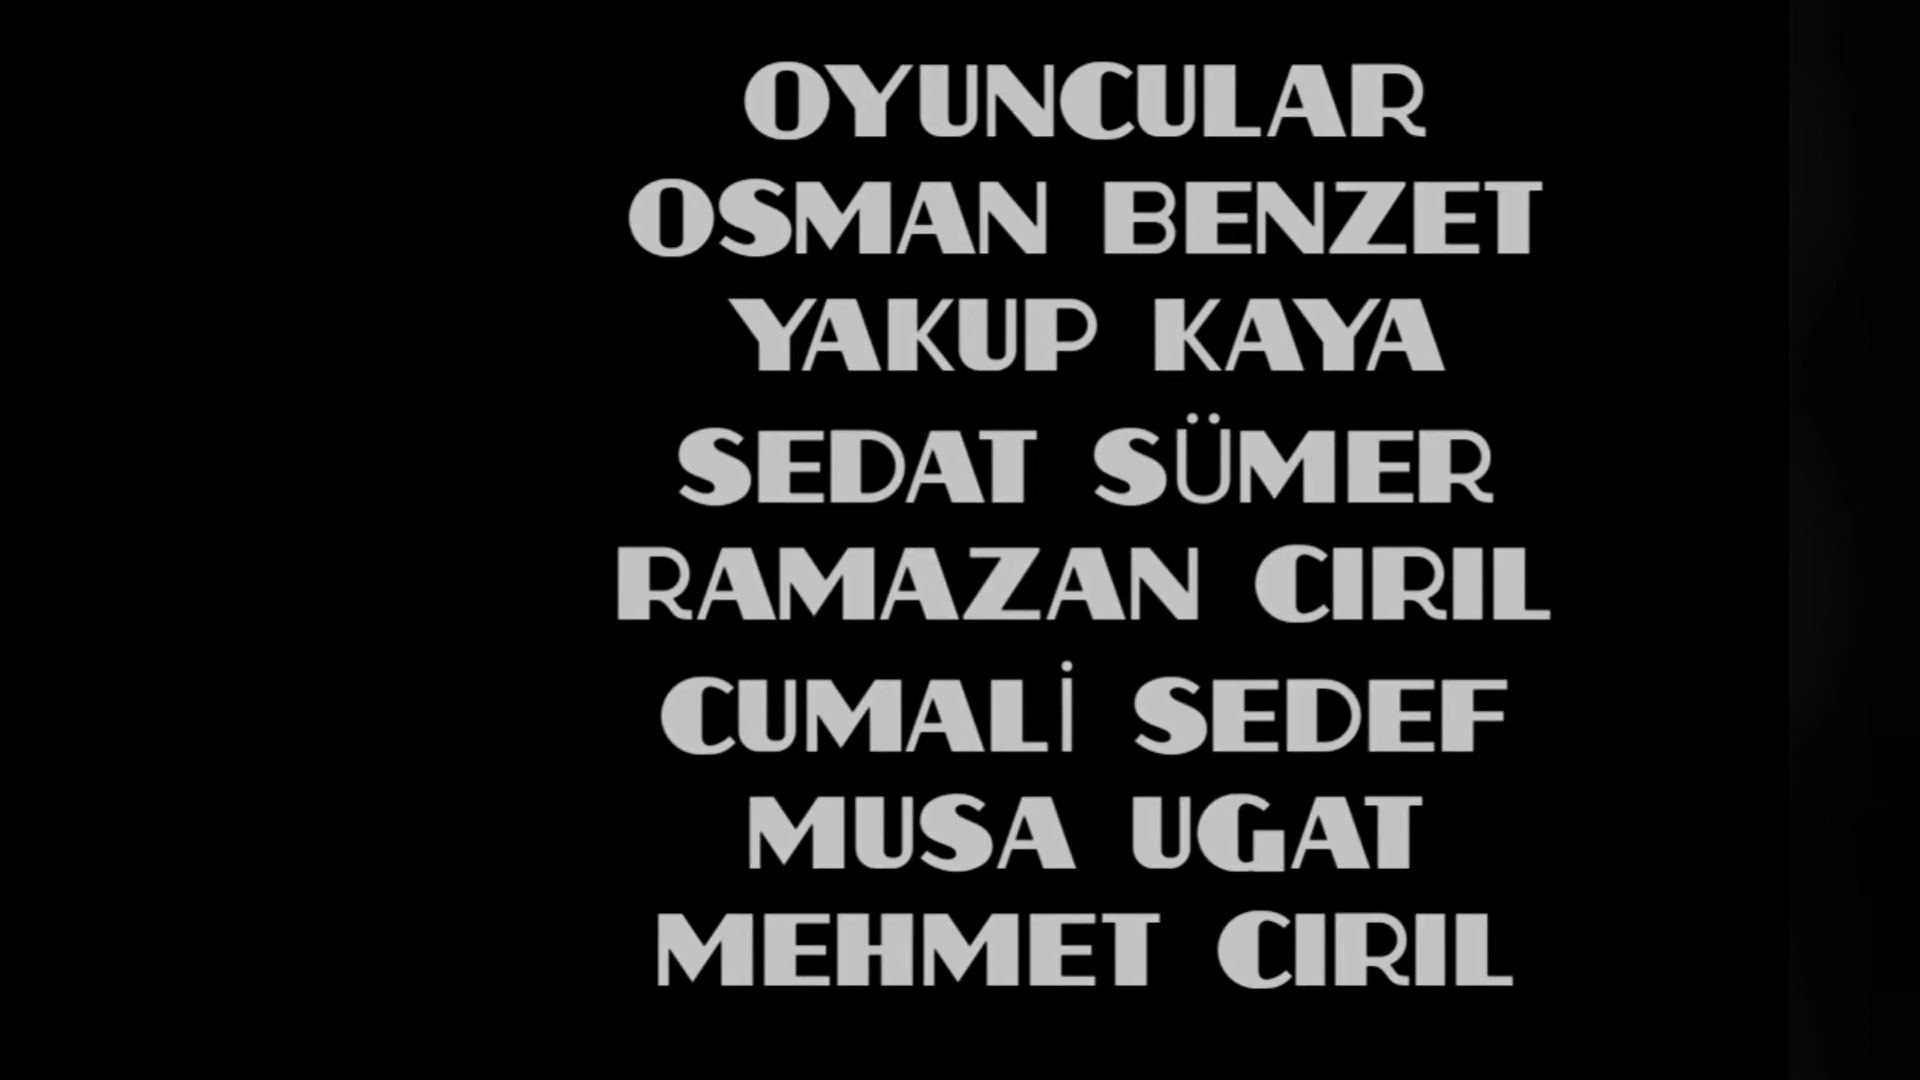 OYUNCULAR
OSMAN BENZET
YAKUP KAYA
SEDAT SÜMER
RAMAZAN CIRIL
CUMALİ SEDEF
MUSA UGAT
MEHMET CIRIL